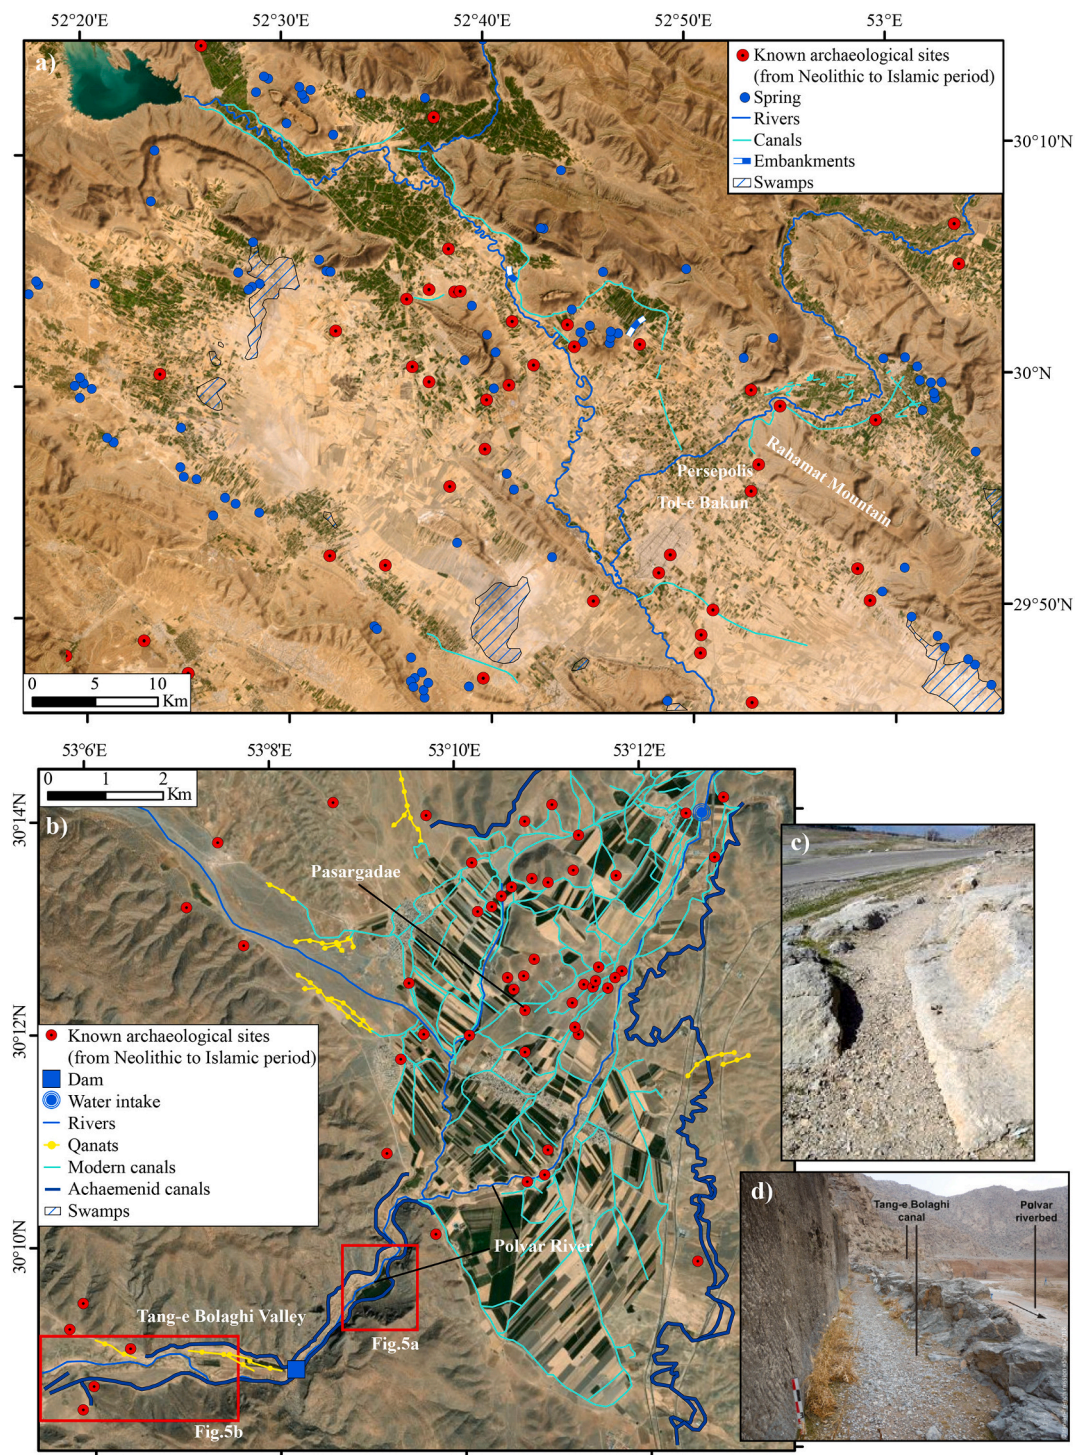 52°20'E 52°30'E 52°40'E 52°50'E 53°E
a)
Known archaeological sites
(from Neolithic to Islamic period)
Spring
Rivers
Canals
Embankments
Swamps
30°10'N
30°N
Rahamat Mountain
Persepolis
Tol-e Bakun
29°50'N
0 5 10
Km
53°6'E 53°8'E 53°10'E 53°12'E
0 1 2
Km
b)
30°14'N
Pasargadae
c)
30°12'N
Known archaeological sites
(from Neolithic to Islamic period)
Dam
Water intake
Rivers
Qanats
Modern canals
Achaemenid canals
Swamps
d)
Tang-e Bolaghi
canal
Polvar
riverbed
30°10'N
Polvar River
Tang-e Bolaghi Valley
Fig.5a
Fig.5b